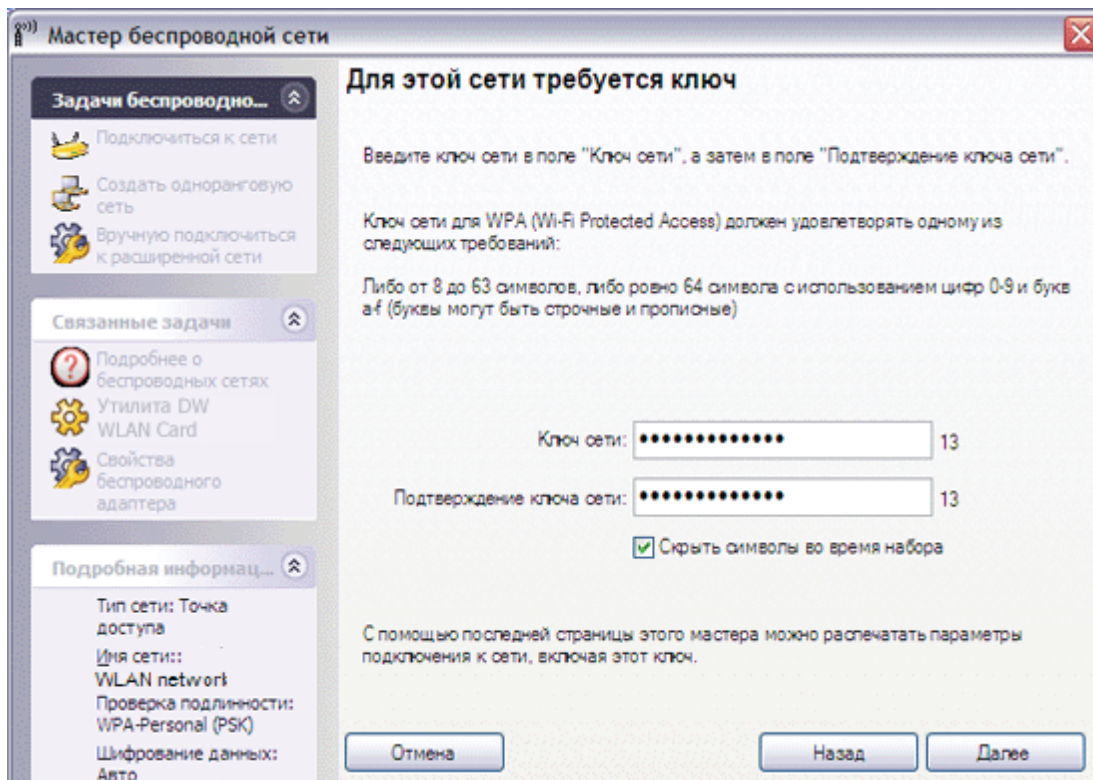 Мастер беспроводной сети
Задачи беспроводно...
Подключиться к сети
Создать одноранговую
сеть
Вручную подключиться
к расширенной сети
Связанные задачи
Подробнее о
беспроводных сетях
Утилита DW
WLAN Card
Свойства
беспроводного
адаптера
Подробная информац...
Тип сети: Точка
доступа
Имя сети::
WLAN network
Проверка подлинности:
WPA-Personal (PSK)
Шифрование данных:
Авто
Для этой сети требуется ключ
Введите ключ сети в поле "Ключ сети", а затем в поле "Подтверждение ключа сети".
Ключ сети для WPA (Wi-Fi Protected Access) должен удовлетворять одному из
следующих требований:
Либо от 8 до 63 символов, либо ровно 64 символа с использованием цифр 0-9 и букв
a-f (буквы могут быть строчные и прописные)
Ключ сети: ••••••••••••• 13
Подтверждение ключа сети: ••••••••••••• 13
Скрыть символы во время набора
С помощью последней страницы этого мастера можно распечатать параметры
подключения к сети, включая этот ключ.
Отмена Назад Далее